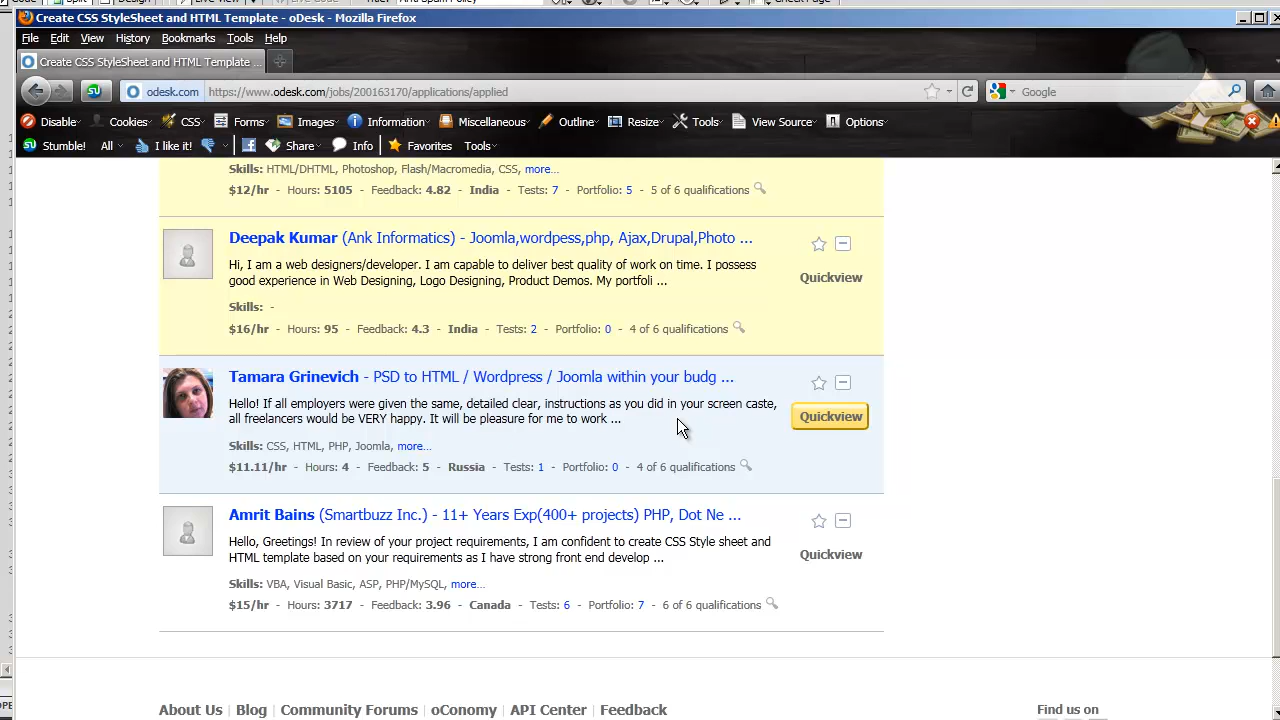 Create CSS StyleSheet and HTML Template - oDesk - Mozilla Firefox
File Edit View History Bookmarks Tools Help
Create CSS StyleSheet and HTML Template ...
odesk.com https://www.odesk.com/jobs/200163170/applications/applied Google
Disable Cookies CSS Forms Images Information Miscellaneous Outline Resize Tools View Source Options
Stumble! All I like it! Share Info Favorites Tools
Skills: HTML/DHTML, Photoshop, Flash/Macromedia, CSS, more...
$12/hr - Hours: 5105 - Feedback: 4.82 - India - Tests: 7 - Portfolio: 5 - 5 of 6 qualifications
Deepak Kumar (Ank Informatics) - Joomla,wordpess,php, Ajax,Drupal,Photo ...
Hi, I am a web designers/developer. I am capable to deliver best quality of work on time. I possess
good experience in Web Designing, Logo Designing, Product Demos. My portfoli ...
Quickview
Skills: -
$16/hr - Hours: 95 - Feedback: 4.3 - India - Tests: 2 - Portfolio: 0 - 4 of 6 qualifications
Tamara Grinevich - PSD to HTML / Wordpress / Joomla within your budg ...
Hello! If all employers were given the same, detailed clear, instructions as you did in your screen caste,
all freelancers would be VERY happy. It will be pleasure for me to work ...
Quickview
Skills: CSS, HTML, PHP, Joomla, more...
$11.11/hr - Hours: 4 - Feedback: 5 - Russia - Tests: 1 - Portfolio: 0 - 4 of 6 qualifications
Amrit Bains (Smartbuzz Inc.) - 11+ Years Exp(400+ projects) PHP, Dot Ne ...
Hello, Greetings! In review of your project requirements, I am confident to create CSS Style sheet and
HTML template based on your requirements as I have strong front end develop ...
Quickview
Skills: VBA, Visual Basic, ASP, PHP/MySQL, more...
$15/hr - Hours: 3717 - Feedback: 3.96 - Canada - Tests: 6 - Portfolio: 7 - 6 of 6 qualifications
About Us | Blog | Community Forums | oConomy | API Center | Feedback
Find us on